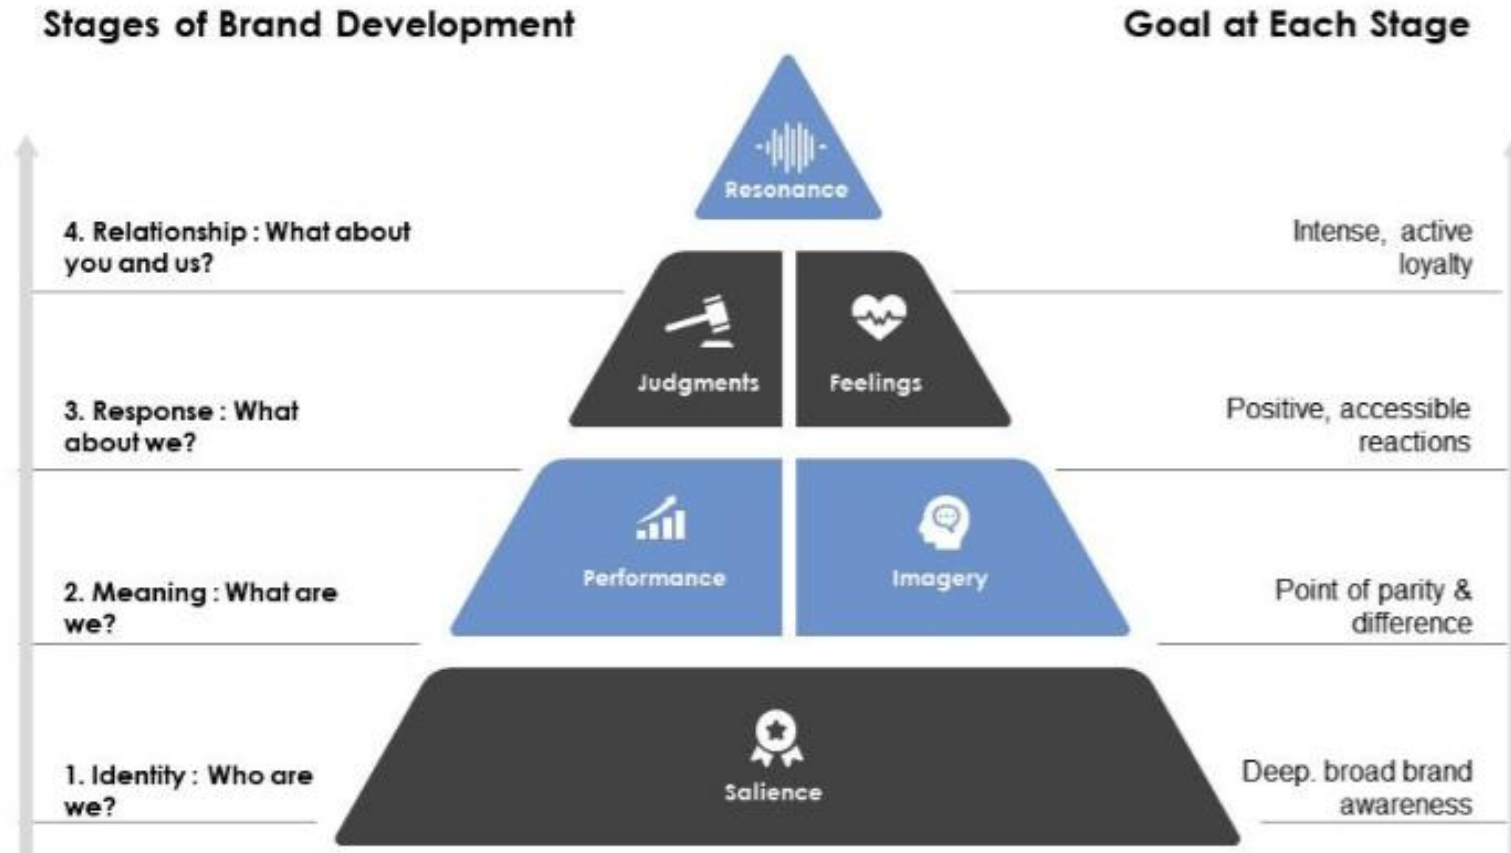 Stages of Brand Development
Goal at Each Stage
Resonance
4. Relationship : What about
you and us?
Intense, active
loyalty
Judgments
Feelings
3. Response : What
about we?
Positive, accessible
reactions
Performance
Imagery
2. Meaning : What are
we?
Point of parity &
difference
Salience
1. Identity : Who are
we?
Deep. broad brand
awareness